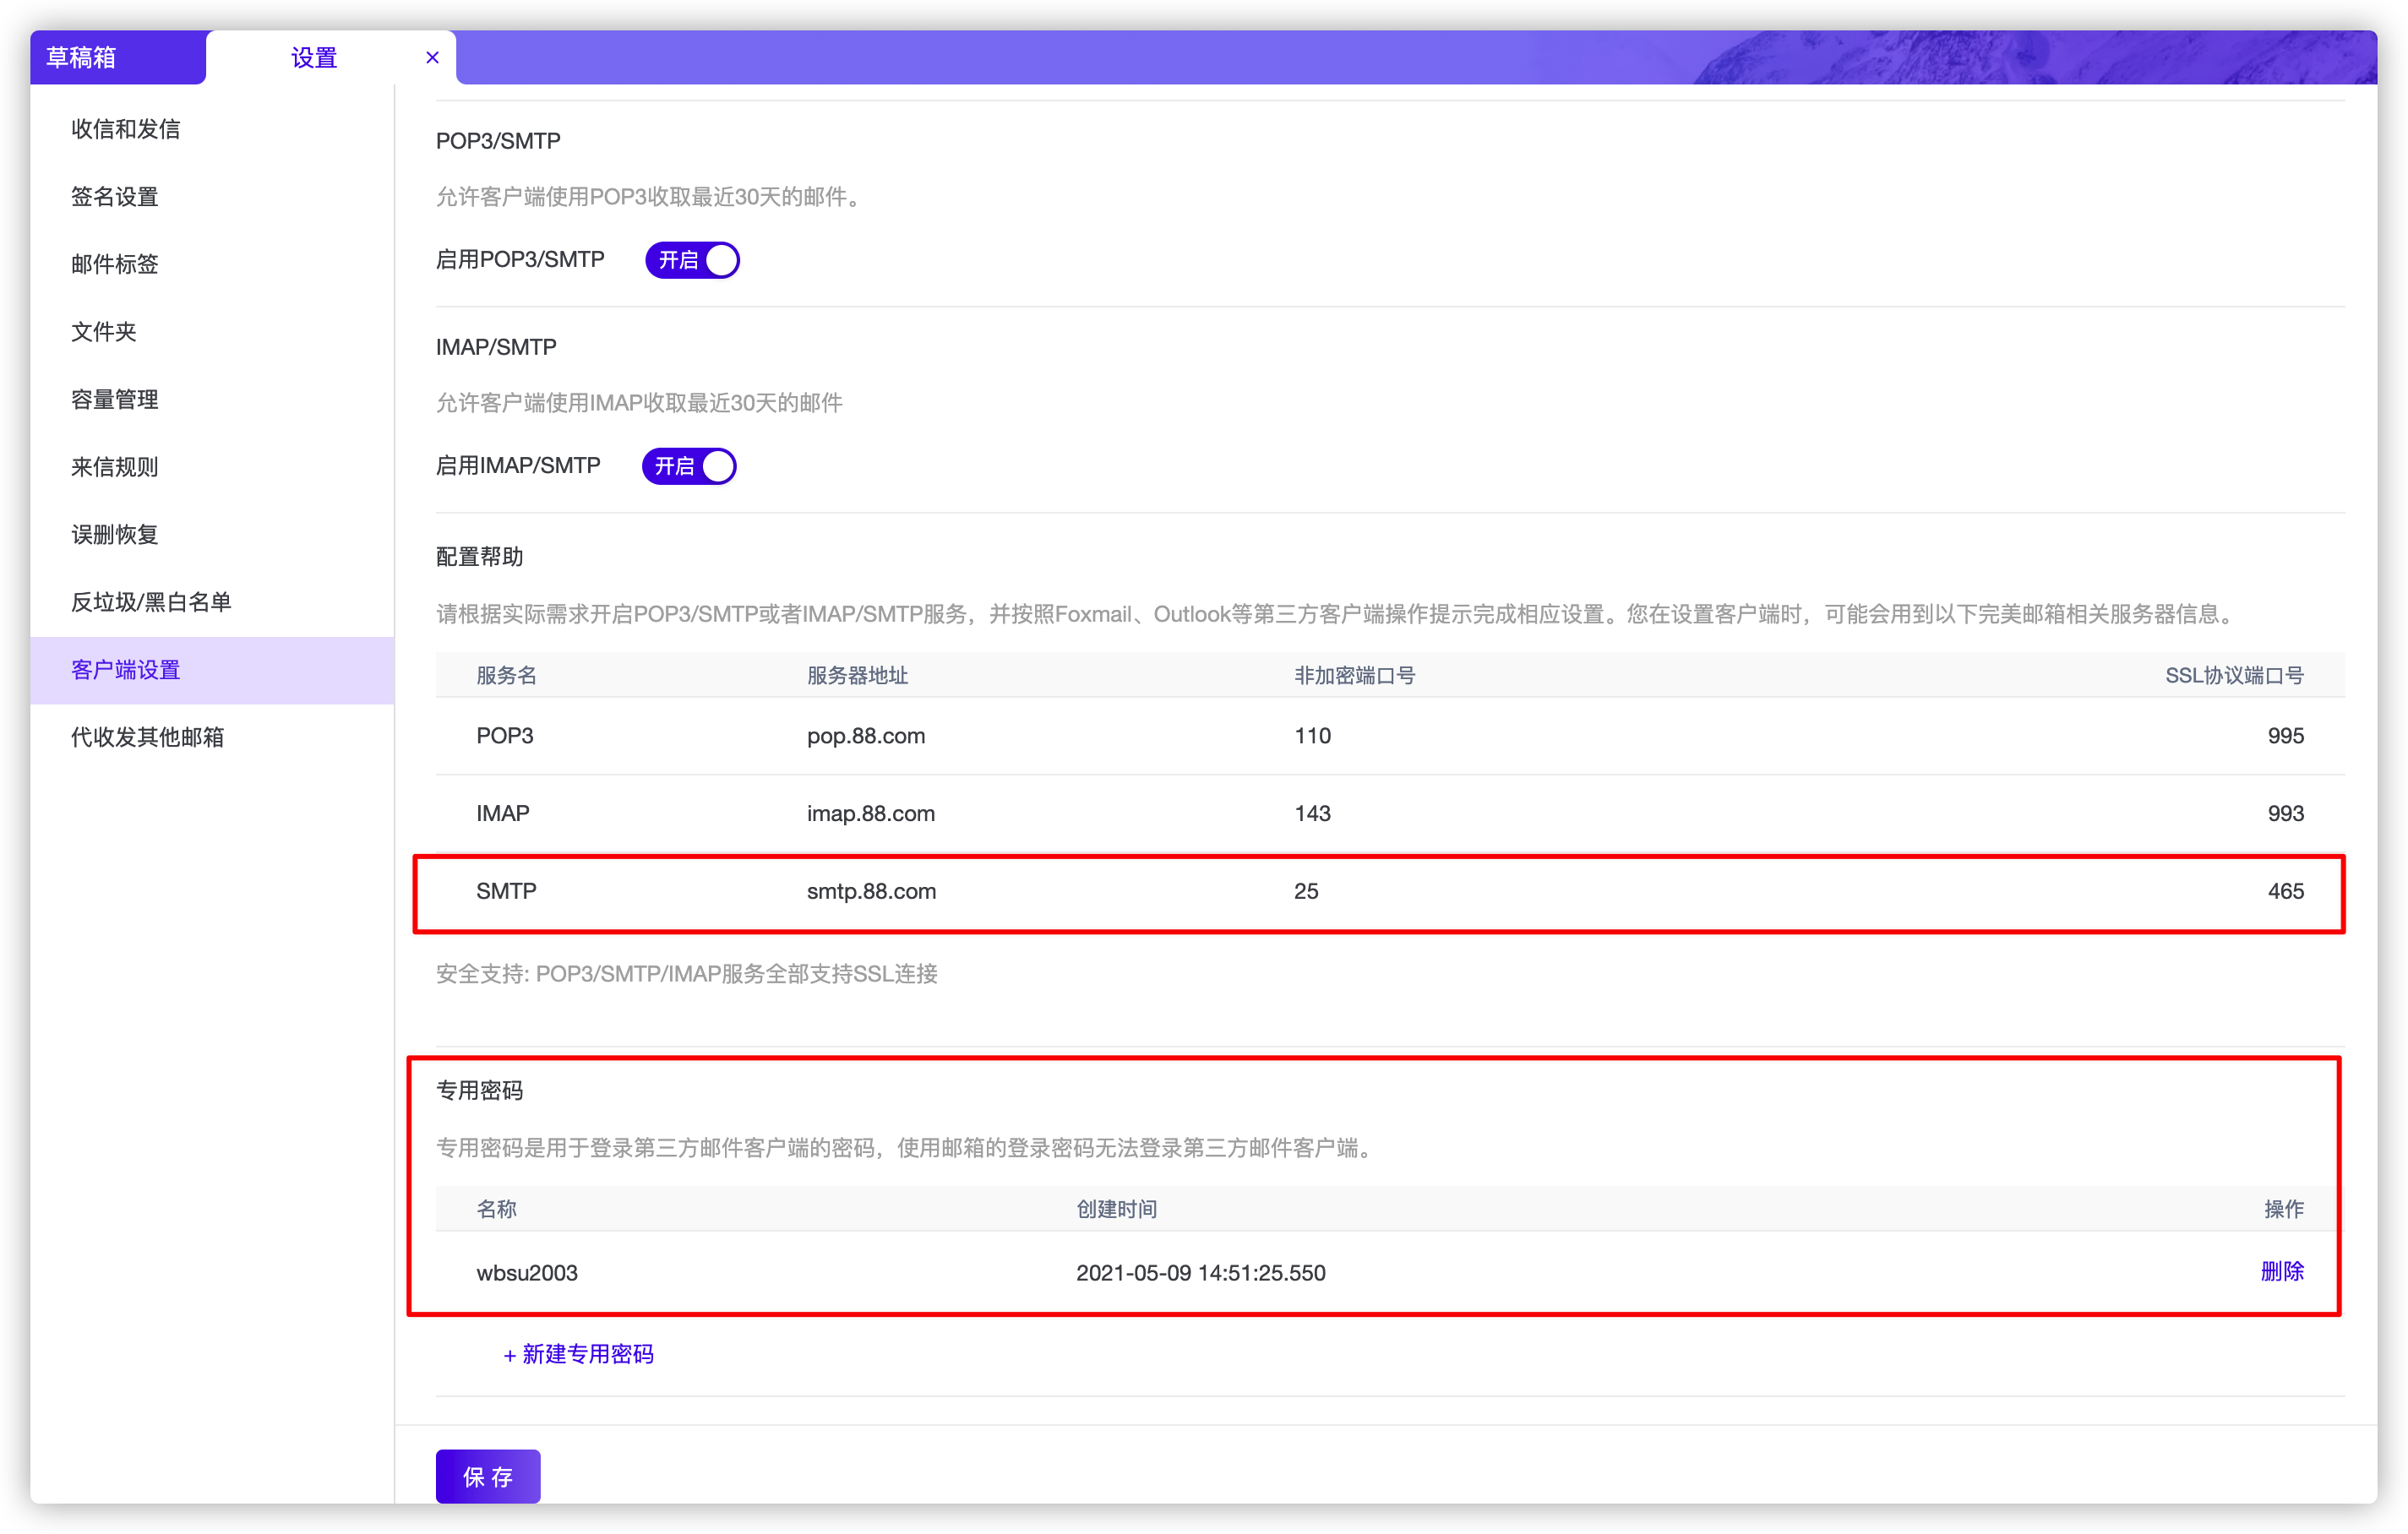 草稿箱
设置
收信和发信
签名设置
邮件标签
文件夹
容量管理
来信规则
误删恢复
反垃圾/黑白名单
客户端设置
代收发其他邮箱
POP3/SMTP
允许客户端使用POP3收取最近30天的邮件。
启用POP3/SMTP 开启
IMAP/SMTP
允许客户端使用IMAP收取最近30天的邮件
启用IMAP/SMTP 开启
配置帮助
请根据实际需求开启POP3/SMTP或者IMAP/SMTP服务，并按照Foxmail、Outlook等第三方客户端操作提示完成相应设置。您在设置客户端时，可能会用到以下完美邮箱相关服务器信息。
服务名 服务器地址 非加密端口号 SSL协议端口号
POP3 pop.88.com 110 995
IMAP imap.88.com 143 993
SMTP smtp.88.com 25 465
安全支持: POP3/SMTP/IMAP服务全部支持SSL连接
专用密码
专用密码是用于登录第三方邮件客户端的密码，使用邮箱的登录密码无法登录第三方邮件客户端。
名称 创建时间 操作
wbsu2003 2021-05-09 14:51:25.550 删除
+ 新建专用密码
保 存